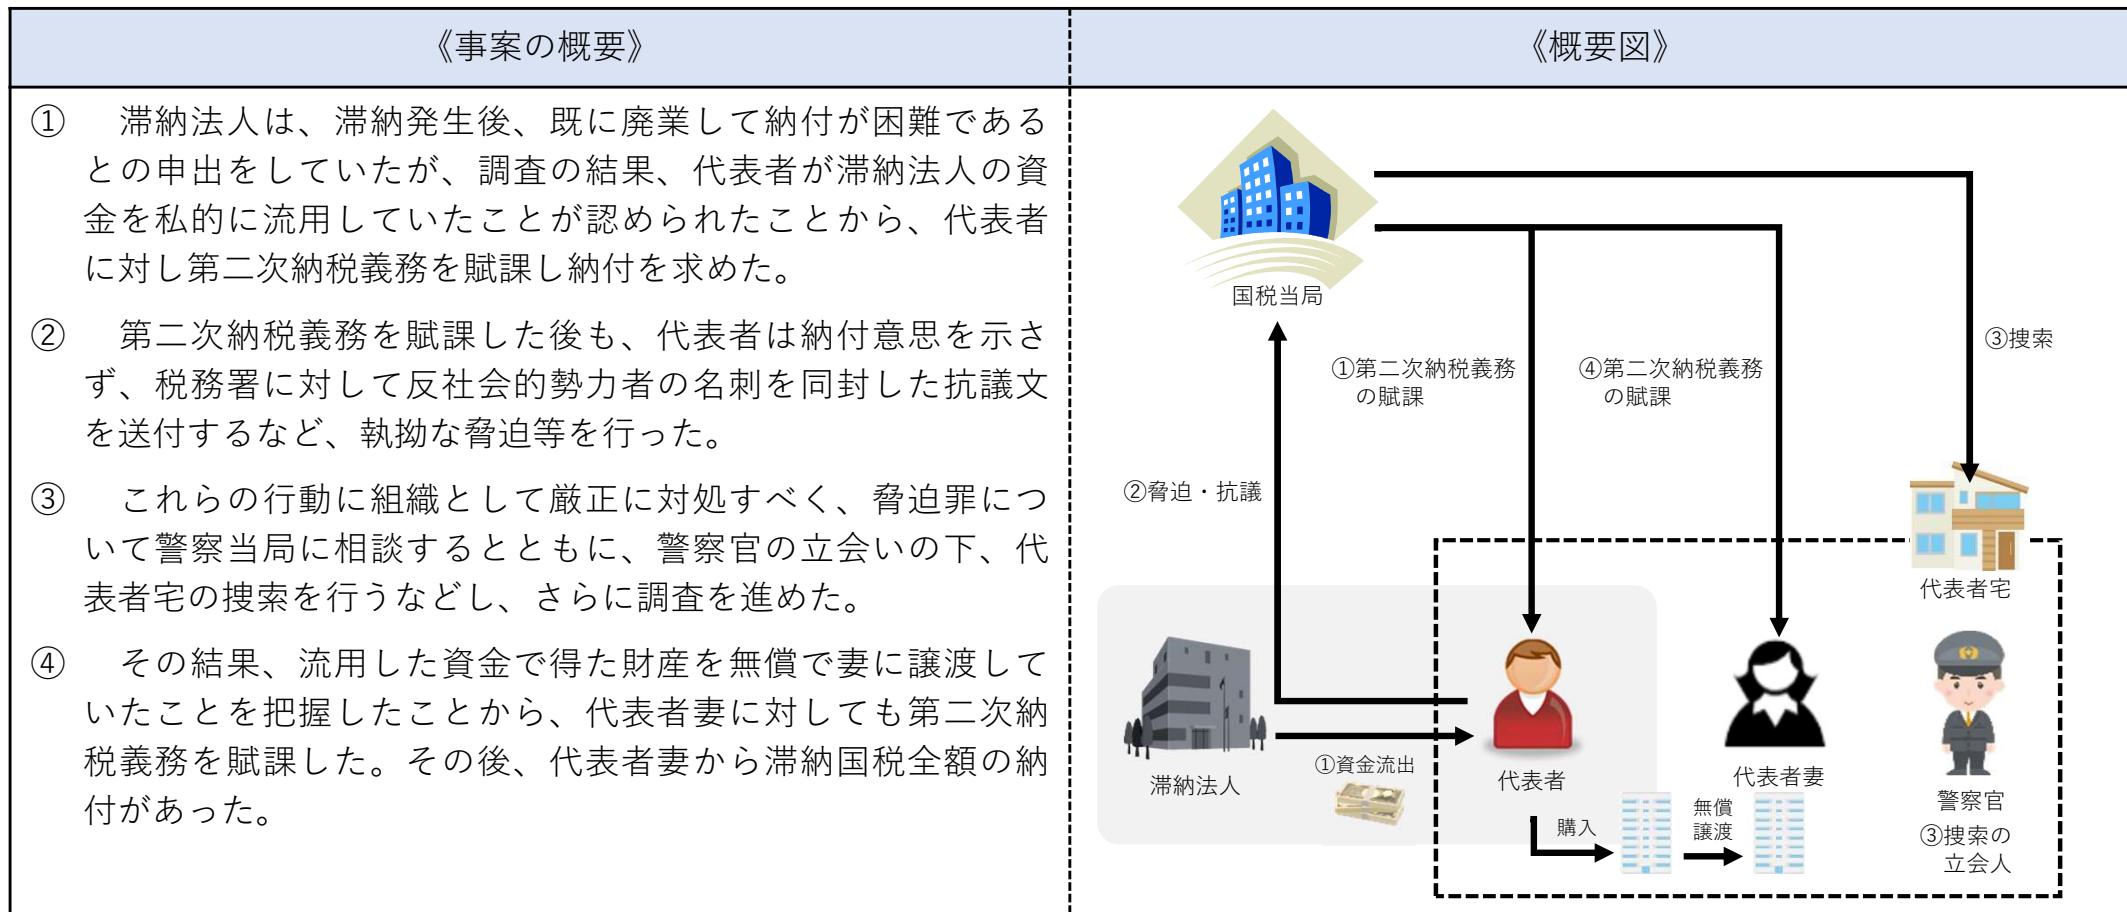 《事案の概要》
《概要図》
① 滞納法人は、滞納発生後、既に廃業して納付が困難である
との申出をしていたが、調査の結果、代表者が滞納法人の資
金を私的に流用していたことが認められたことから、代表者
に対し第二次納税義務を賦課し納付を求めた。
② 第二次納税義務を賦課した後も、代表者は納付意思を示さ
ず、税務署に対して反社会的勢力者の名刺を同封した抗議文
を送付するなど、執拗な脅迫等を行った。
③ これらの行動に組織として厳正に対処すべく、脅迫罪につ
いて警察当局に相談するとともに、警察官の立会いの下、代
表者宅の捜索を行うなどし、さらに調査を進めた。
④ その結果、流用した資金で得た財産を無償で妻に譲渡して
いたことを把握したことから、代表者妻に対しても第二次納
税義務を賦課した。その後、代表者妻から滞納国税全額の納
付があった。
国税当局
③捜索
①第二次納税義務
の賦課
④第二次納税義務
の賦課
②脅迫・抗議
代表者宅
滞納法人
①資金流出
代表者
代表者妻
警察官
③捜索の
立会人
購入
無償
譲渡